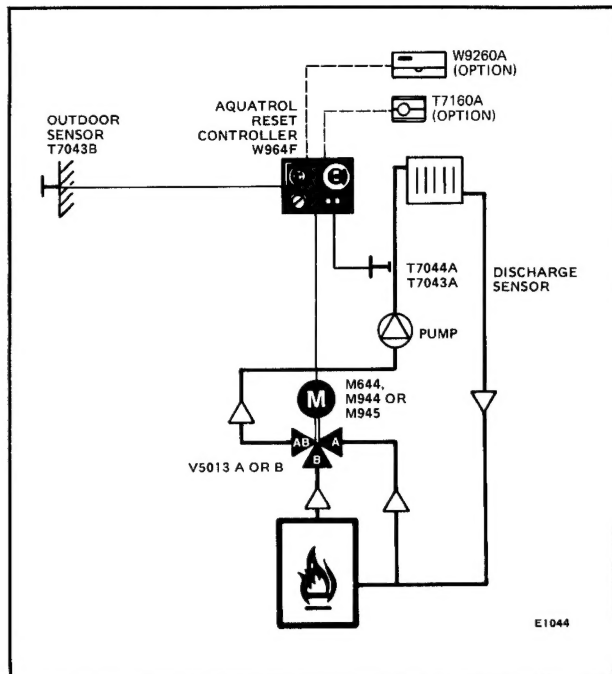 W9260A
(OPTION)
T7160A
(OPTION)
AQUATROL
RESET
CONTROLLER
W964F
OUTDOOR
SENSOR
T7043B
T7044A
T7043A
DISCHARGE
SENSOR
PUMP
M
M644,
M944 OR
M945
AB
A
B
V5013 A OR B
E1044